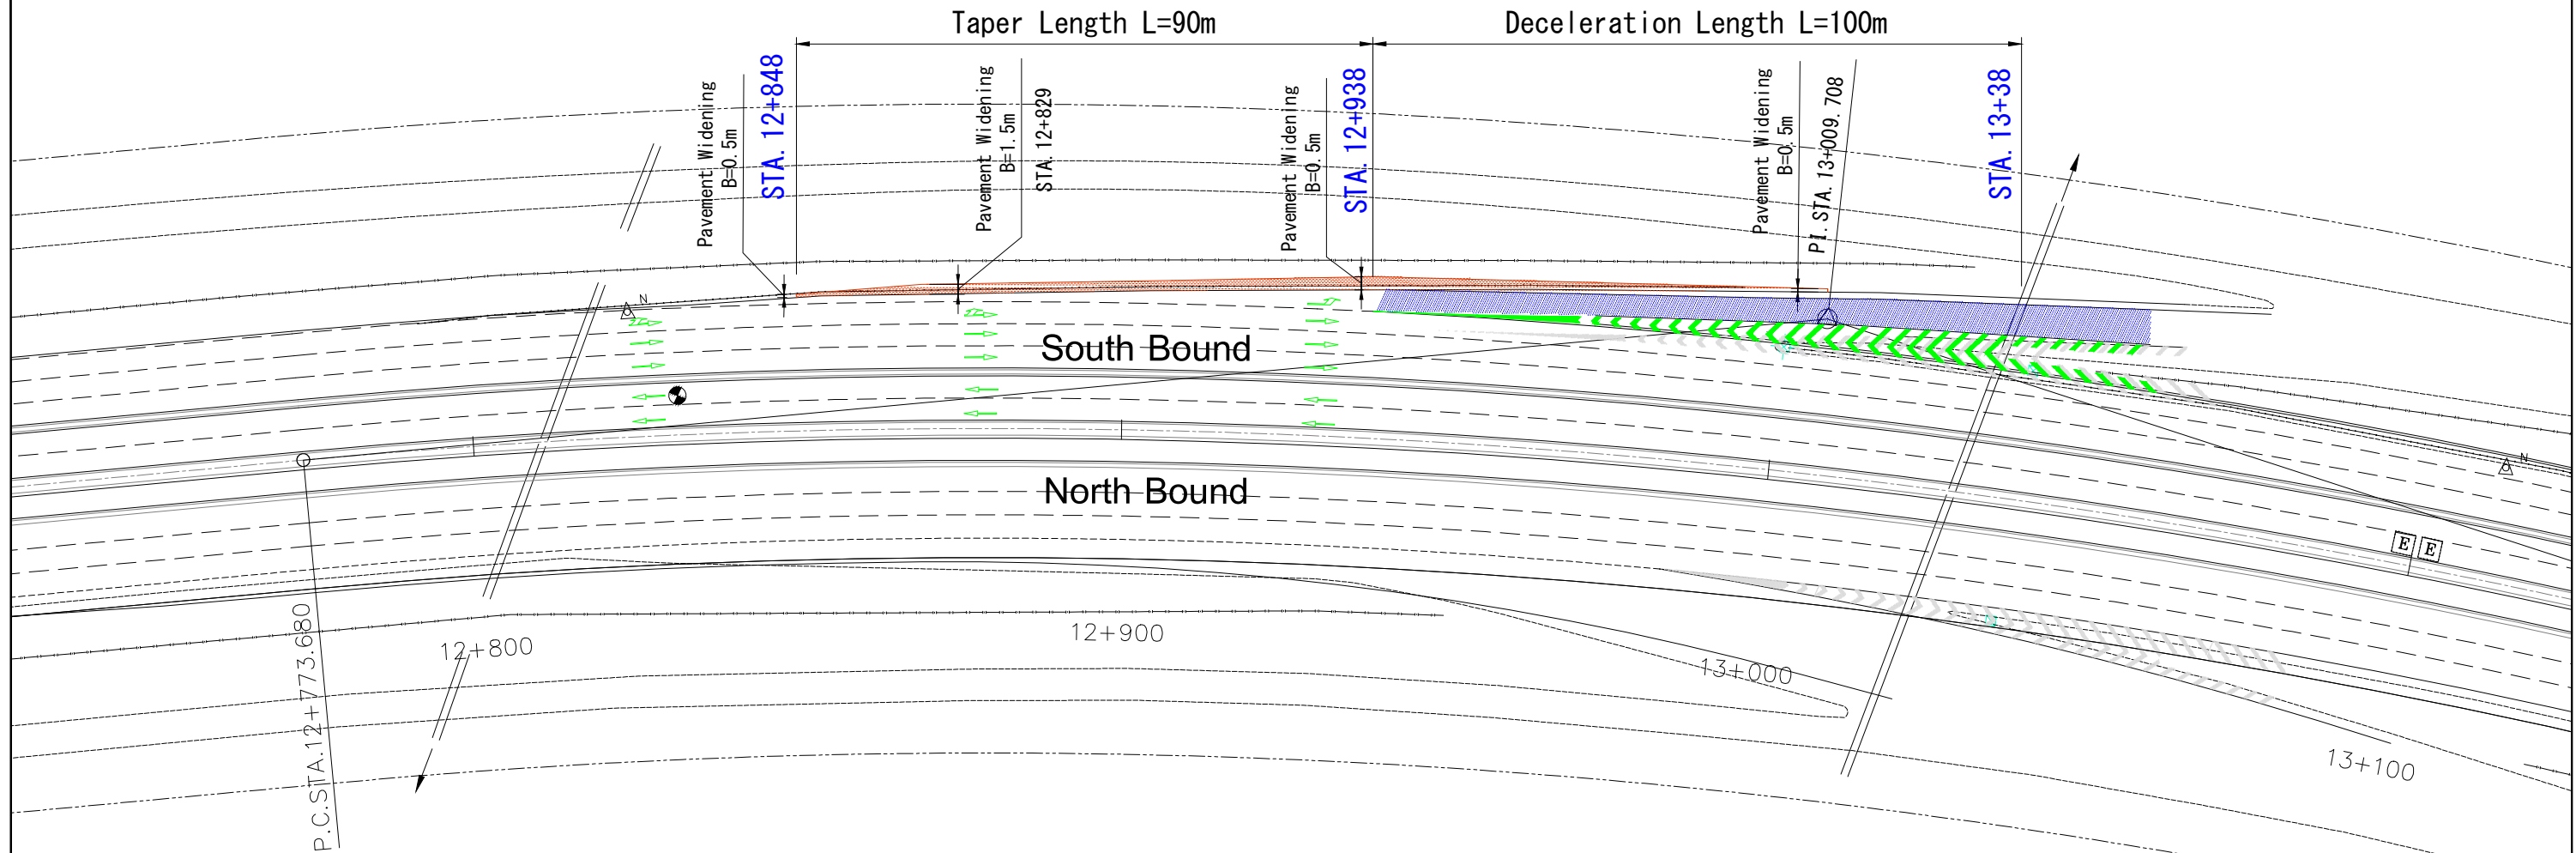 Taper Length L=90m
Deceleration Length L=100m
Pavement Widening
B=0.5m
STA. 12+848
Pavement Widening
B=1.5m
STA. 12+829
Pavement Widening
B=0.5m
STA. 12+938
Pavement Widening
B=0.5m
PI. STA. 13+009.708
STA. 13+38
N
South Bound
N
North Bound
E E
P.C.STA.12+773.680
12+800
12+900
13+000
13+100